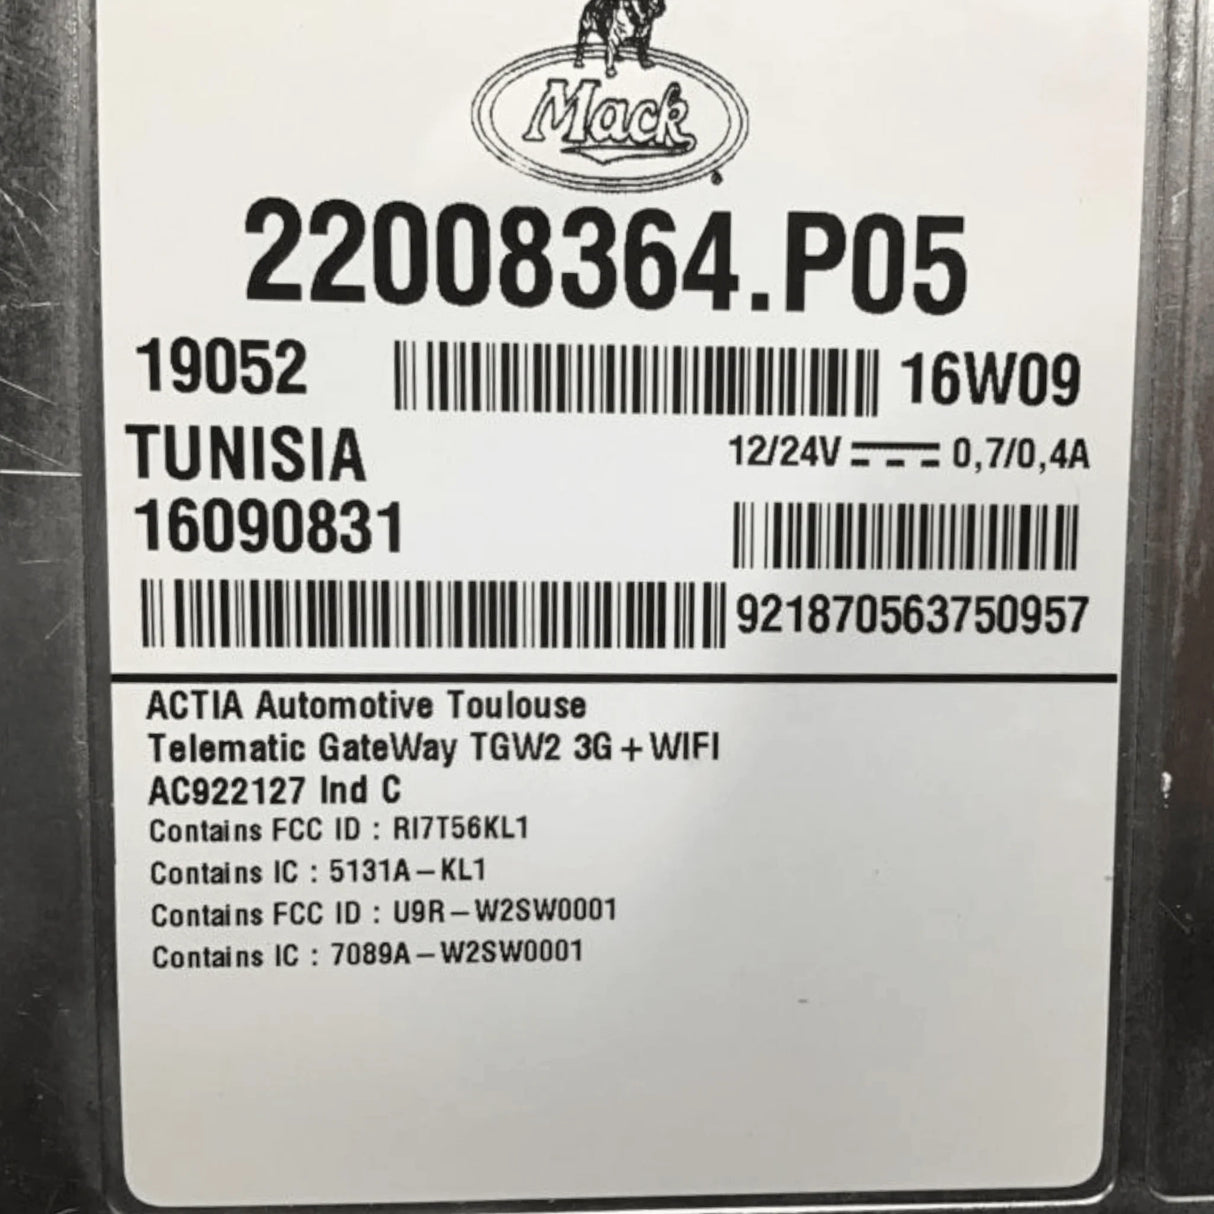 Mack
22008364.P05
19052 16W09
TUNISIA 12/24V 0,7/0,4A
16090831
921870563750957
ACTIA Automotive Toulouse
Telematic GateWay TGW2 3G+WIFI
AC922127 Ind C
Contains FCC ID : RI7T56KL1
Contains IC : 5131A-KL1
Contains FCC ID : U9R-W2SW0001
Contains IC : 7089A-W2SW0001